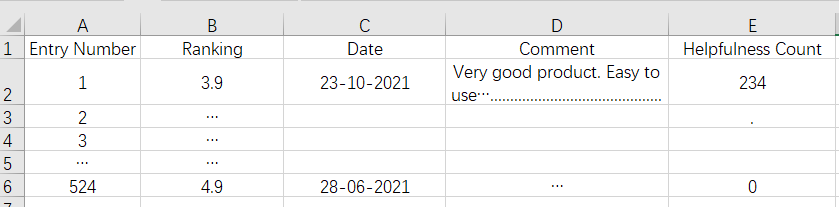 A B C D E
1 Entry Number Ranking Date Comment Helpfulness Count
2 1 3.9 23-10-2021 Very good product. Easy to
use⋯........................................... 234
3 2 ⋯ .
4 3 ⋯
5 ⋯ ⋯
6 524 4.9 28-06-2021 ⋯ 0